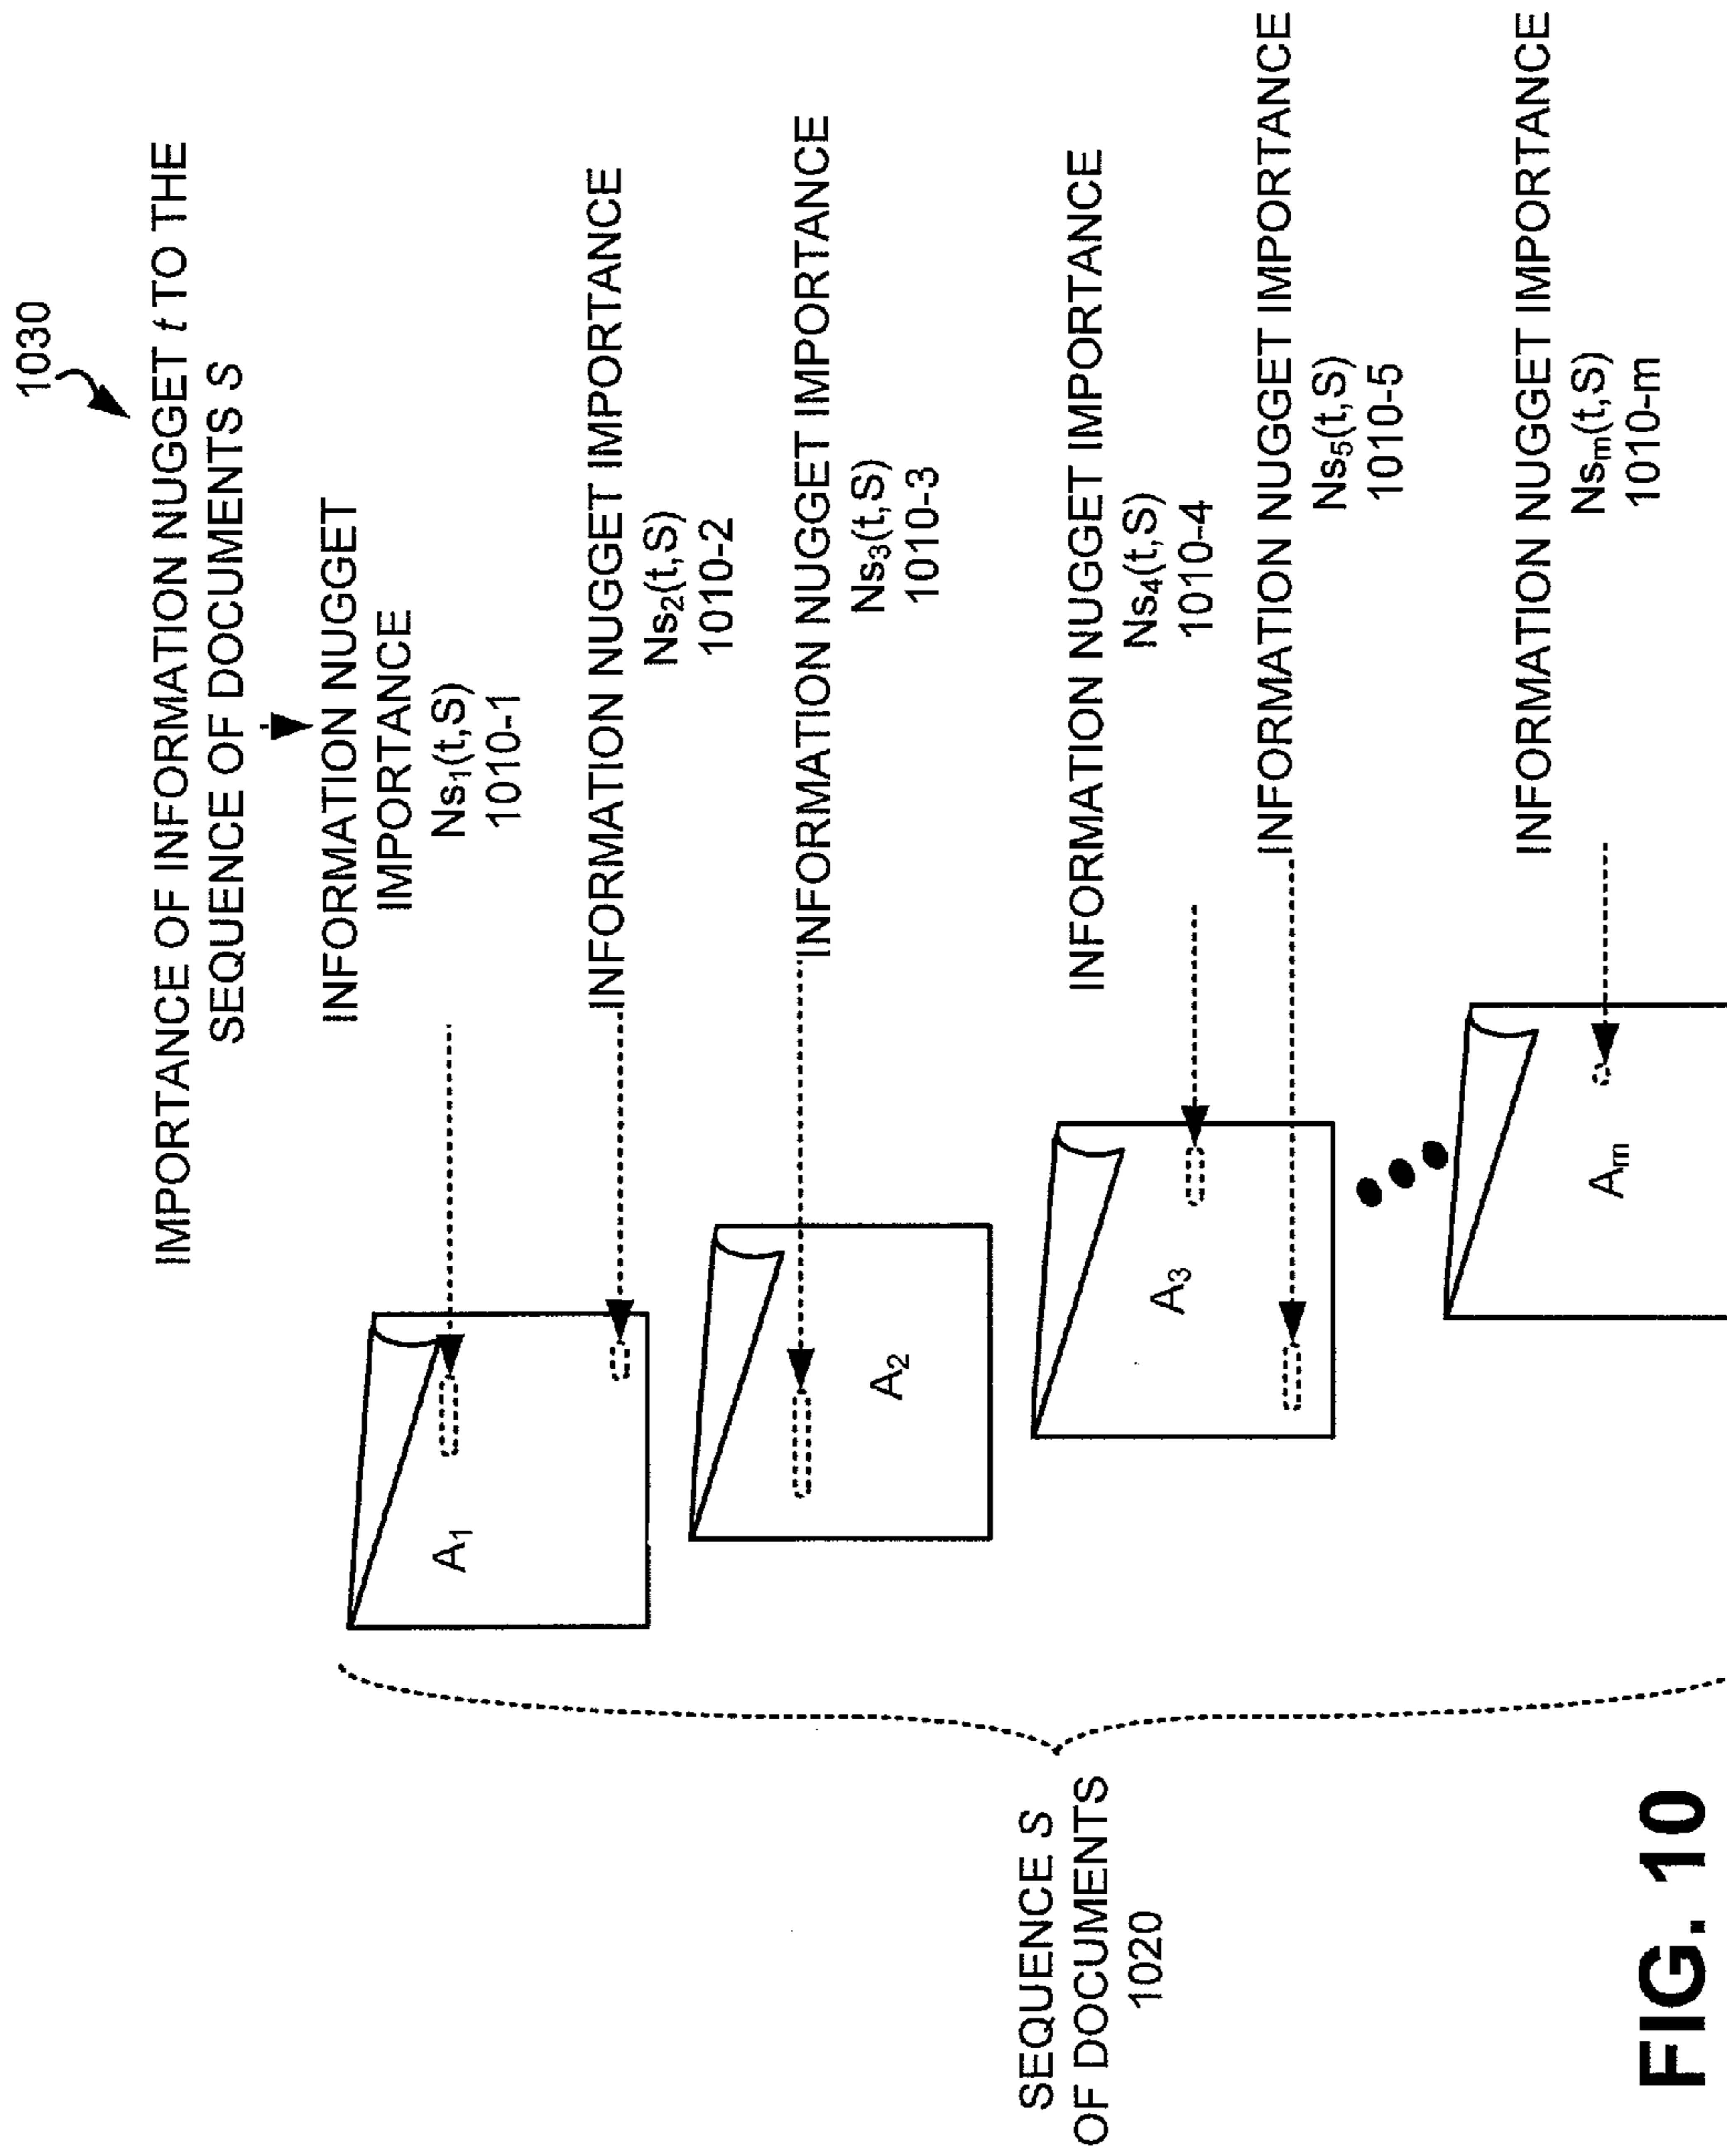 1030
IMPORTANCE OF INFORMATION NUGGET t TO THE
SEQUENCE OF DOCUMENTS S
INFORMATION NUGGET
IMPORTANCE
Ns₁(t,S)
1010-1
INFORMATION NUGGET IMPORTANCE
Ns₂(t,S)
1010-2
INFORMATION NUGGET IMPORTANCE
Ns₃(t,S)
1010-3
INFORMATION NUGGET IMPORTANCE
Ns₄(t,S)
1010-4
INFORMATION NUGGET IMPORTANCE
Ns₅(t,S)
1010-5
INFORMATION NUGGET IMPORTANCE
Nsₘ(t,S)
1010-m
A₁
A₂
A₃
Aₘ
SEQUENCE S
OF DOCUMENTS
1020
FIG. 10